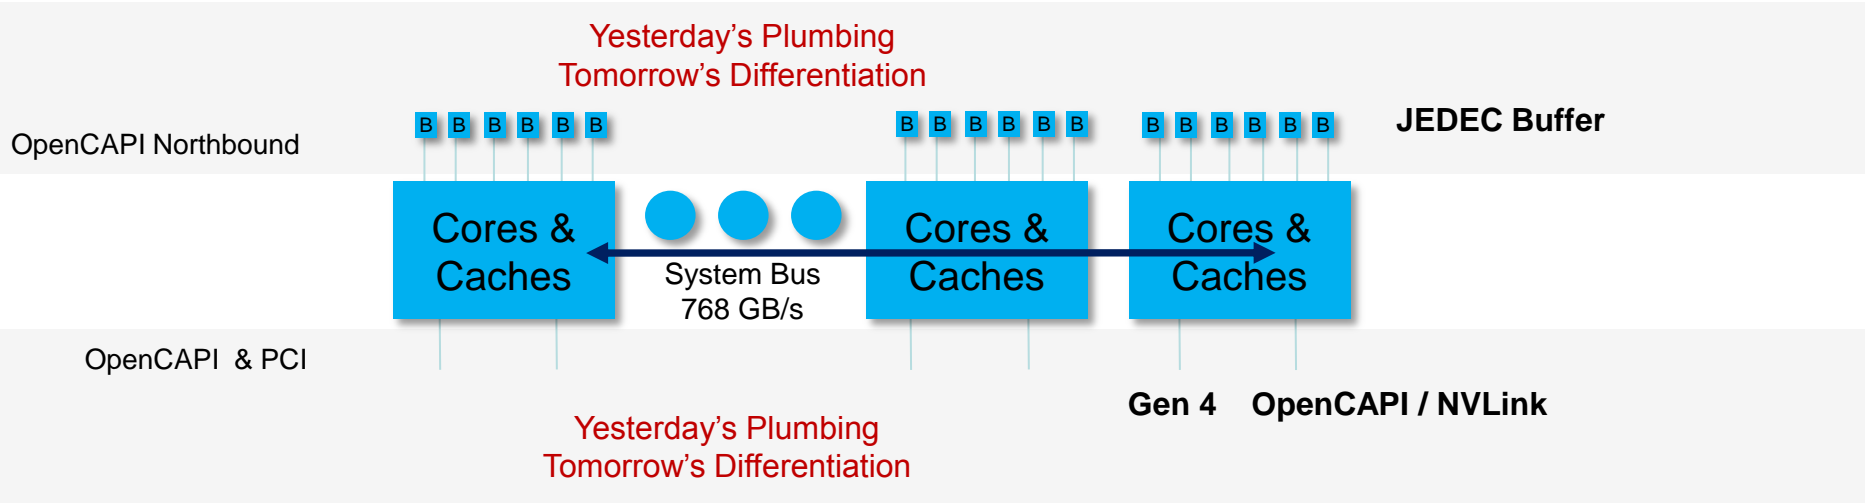 Yesterday’s Plumbing
Tomorrow’s Differentiation
OpenCAPI Northbound
B B B B B B
B B B B B B
B B B B B B
JEDEC Buffer
Cores &
Caches
System Bus
768 GB/s
Cores &
Caches
Cores &
Caches
OpenCAPI & PCI
Gen 4
OpenCAPI / NVLink
Yesterday’s Plumbing
Tomorrow’s Differentiation